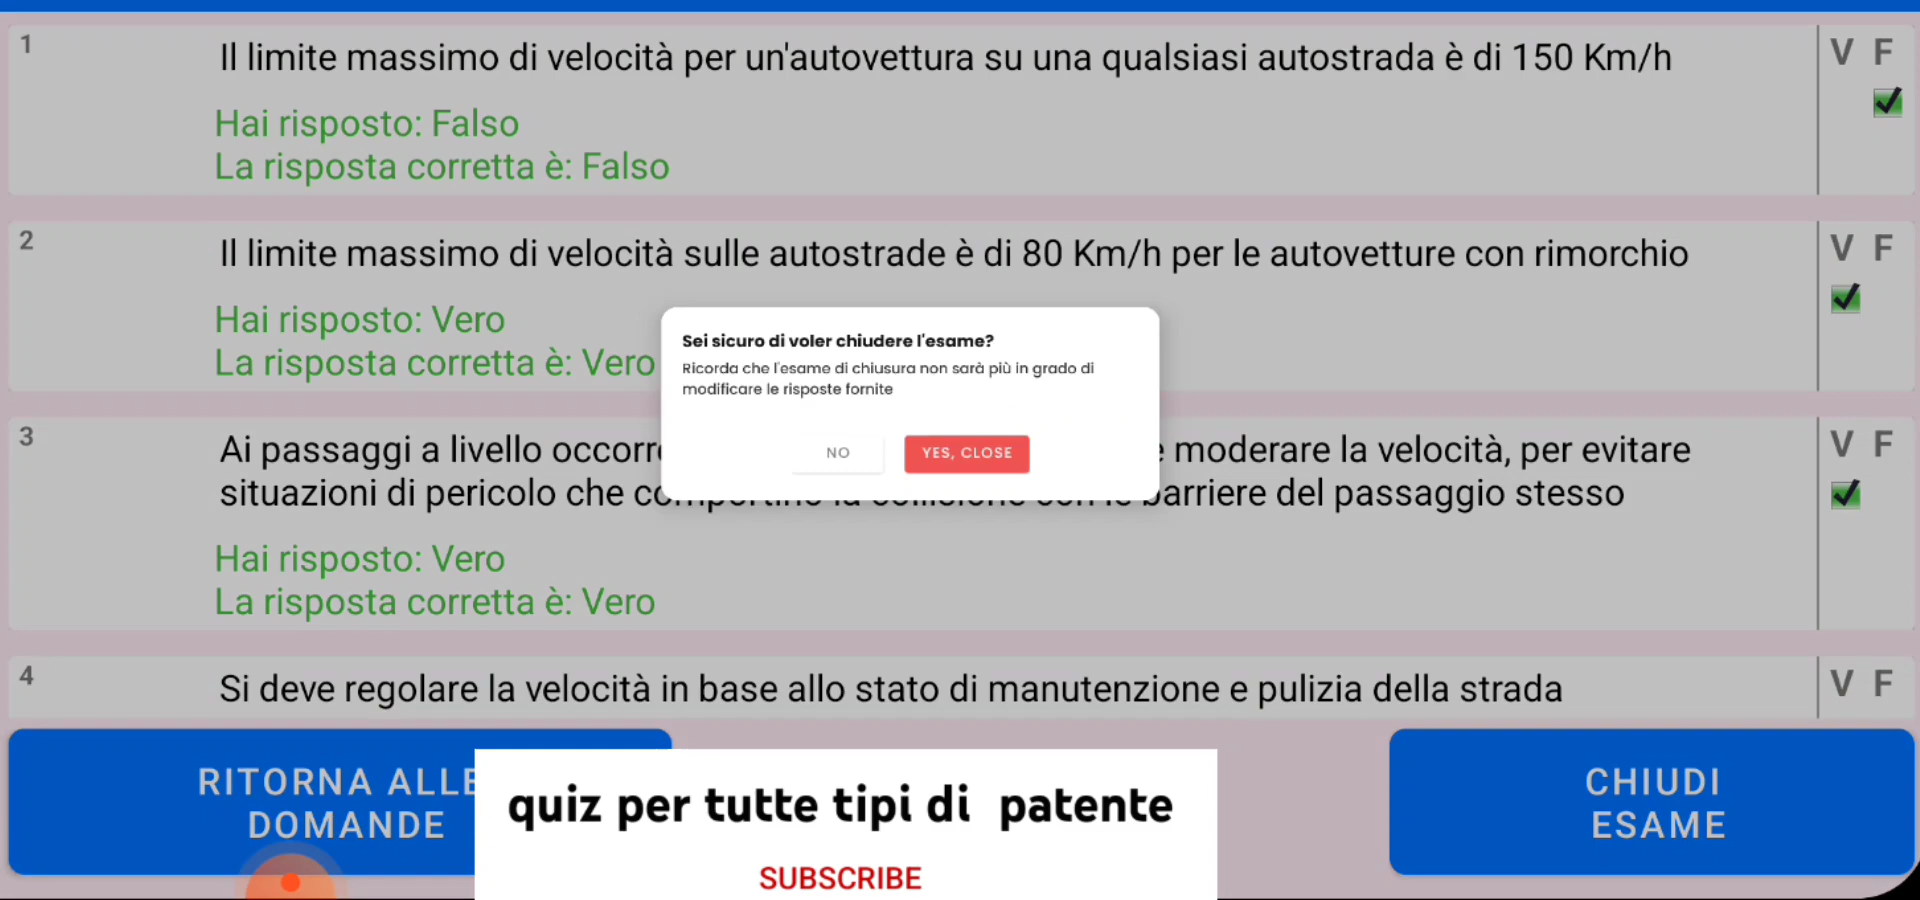 1
Il limite massimo di velocità per un'autovettura su una qualsiasi autostrada è di 150 Km/h
V F
Hai risposto: Falso
La risposta corretta è: Falso
2
Il limite massimo di velocità sulle autostrade è di 80 Km/h per le autovetture con rimorchio
V F
Hai risposto: Vero
La risposta corretta è: Vero
Sei sicuro di voler chiudere l'esame?
Ricorda che l'esame di chiusura non sarà più in grado di
modificare le risposte fornite
NO
YES, CLOSE
3
Ai passaggi a livello moderare la velocità, per evitare
situazioni di pericolo che barriere del passaggio stesso
V F
Hai risposto: Vero
La risposta corretta è: Vero
4
Si deve regolare la velocità in base allo stato di manutenzione e pulizia della strada
V F
RITORNA ALLE
DOMANDE
quiz per tutte tipi di patente
SUBSCRIBE
CHIUDI
ESAME